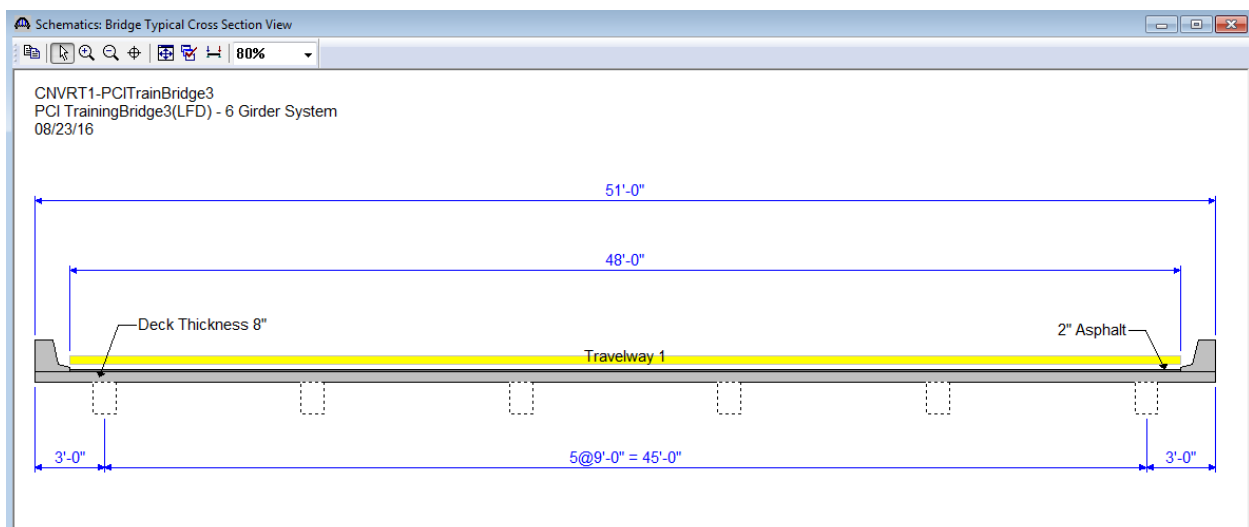 Schematics: Bridge Typical Cross Section View
80%
CNVRT1-PCITrainBridge3
PCI TrainingBridge3(LFD) - 6 Girder System
08/23/16
51'-0"
48'-0"
Deck Thickness 8"
2" Asphalt
Travelway 1
3'-0"
5@9'-0" = 45'-0"
3'-0"